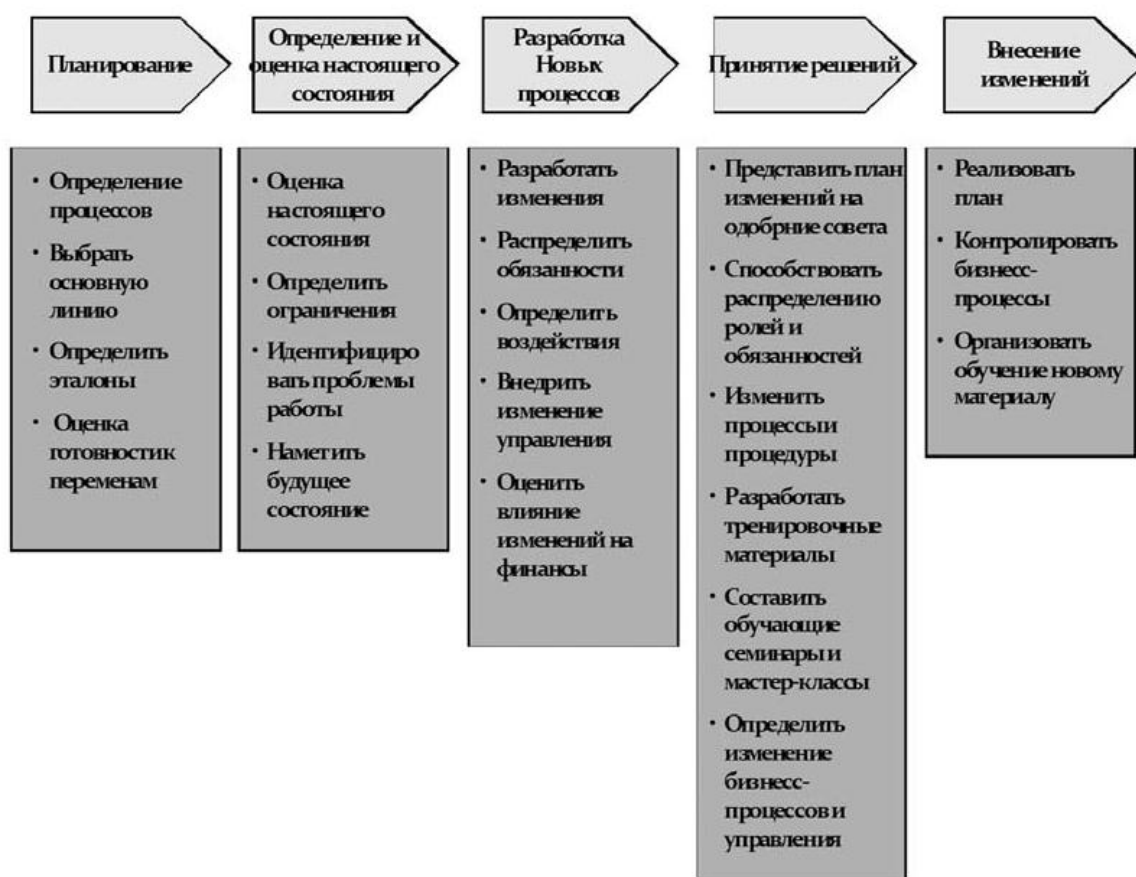 Планирование
Определение и
оценка настоящего
состояния
Разработка
Новых
процессов
Принятие решений
Внесение
изменений
• Определение
процессов
• Выбрать
основную
линию
• Определить
эталоны
• Оценка
готовности к
переменам
• Оценка
настоящего
состояния
• Определить
ограничения
• Идентифициро
вать проблемы
работы
• Наметить
будущее
состояние
• Разработать
изменения
• Распределить
обязанности
• Определить
воздействия
• Внедрить
изменение
управления
• Оценить
влияние
изменений на
финансы
• Представить план
изменений на
одобрние совета
• Способствовать
распределению
ролей и
обязанностей
• Изменить
процессы и
процедуры
• Разработать
тренировочные
материалы
• Составить
обучающие
семинары и
мастер-классы
• Определить
изменение
бизнесс-
процессов и
управления
• Реализовать
план
• Контролировать
бизнесс-
процессы
• Организовать
обучение новому
материалу